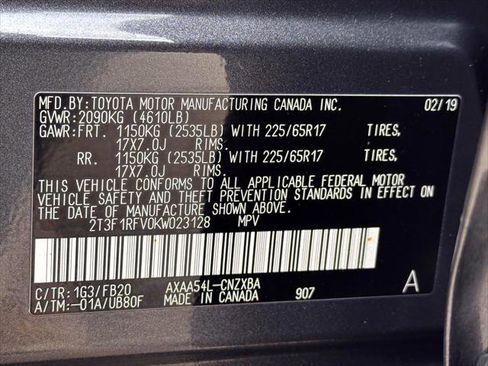 MFD.BY:TOYOTA MOTOR MANUFACTURING CANADA INC. 02/19
GVWR:2090KG (4610LB)
GAWR:FRT. 1150KG (2535LB) WITH 225/65R17 TIRES,
17X7.0J RIMS.
RR. 1150KG (2535LB) WITH 225/65R17 TIRES,
17X7.0J RIMS.
THIS VEHICLE CONFORMS TO ALL APPLICABLE FEDERAL MOTOR
VEHICLE SAFETY AND THEFT PREVENTION STANDARDS IN EFFECT ON
THE DATE OF MANUFACTURE SHOWN ABOVE.
2T3F1RFV0KW023128 MPV
C/TR:1G3/FB20 AXAA54L-CNZXBA A
A/TM:-01A/UB80F MADE IN CANADA 907